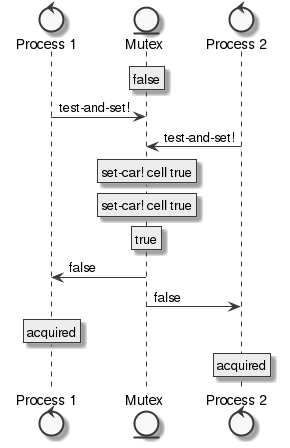 Process 1 Mutex Process 2
false
test-and-set!
test-and-set!
set-car! cell true
set-car! cell true
true
false
false
acquired
acquired
Process 1 Mutex Process 2